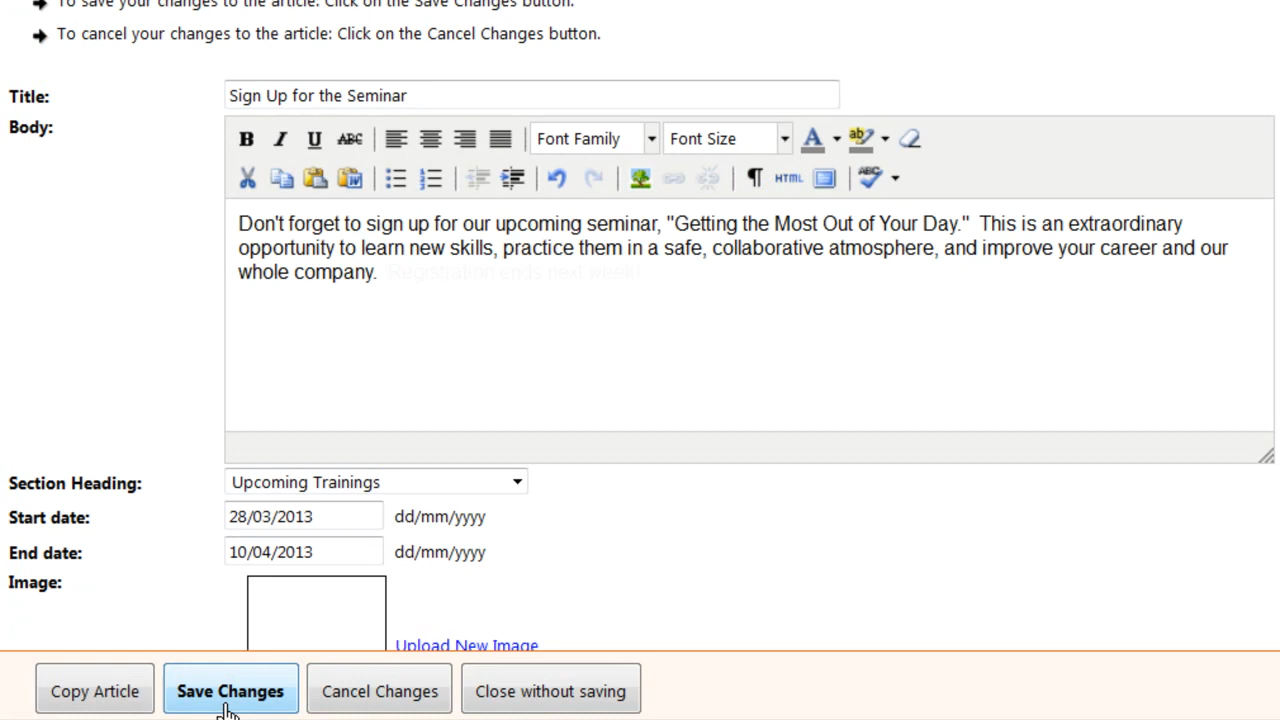 To save your changes to the article: Click on the Save Changes button.
To cancel your changes to the article: Click on the Cancel Changes button.
Title:
Sign Up for the Seminar
Body:
B I U ABC Font Family Font Size A ab
W ¶ HTML ABC
Don't forget to sign up for our upcoming seminar, "Getting the Most Out of Your Day." This is an extraordinary
opportunity to learn new skills, practice them in a safe, collaborative atmosphere, and improve your career and our
whole company. Registration ends next week!
Section Heading:
Upcoming Trainings
Start date:
28/03/2013 dd/mm/yyyy
End date:
10/04/2013 dd/mm/yyyy
Image:
Upload New Image
Copy Article Save Changes Cancel Changes Close without saving